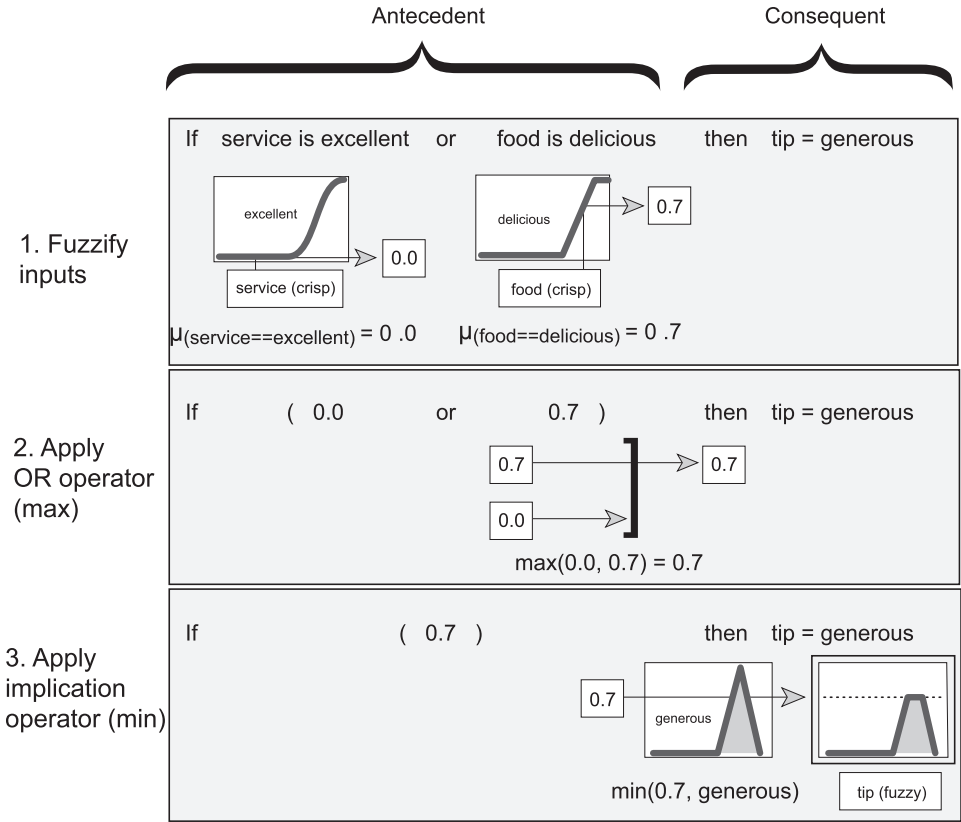 Antecedent Consequent
If service is excellent or food is delicious then tip = generous
1. Fuzzify
inputs
excellent
0.0
service (crisp)
delicious
0.7
food (crisp)
μ(service==excellent) = 0 .0 μ(food==delicious) = 0 .7
2. Apply
OR operator
(max)
If ( 0.0 or 0.7 ) then tip = generous
0.7 0.7
0.0
max(0.0, 0.7) = 0.7
3. Apply
implication
operator (min)
If ( 0.7 ) then tip = generous
0.7
generous
min(0.7, generous)
tip (fuzzy)